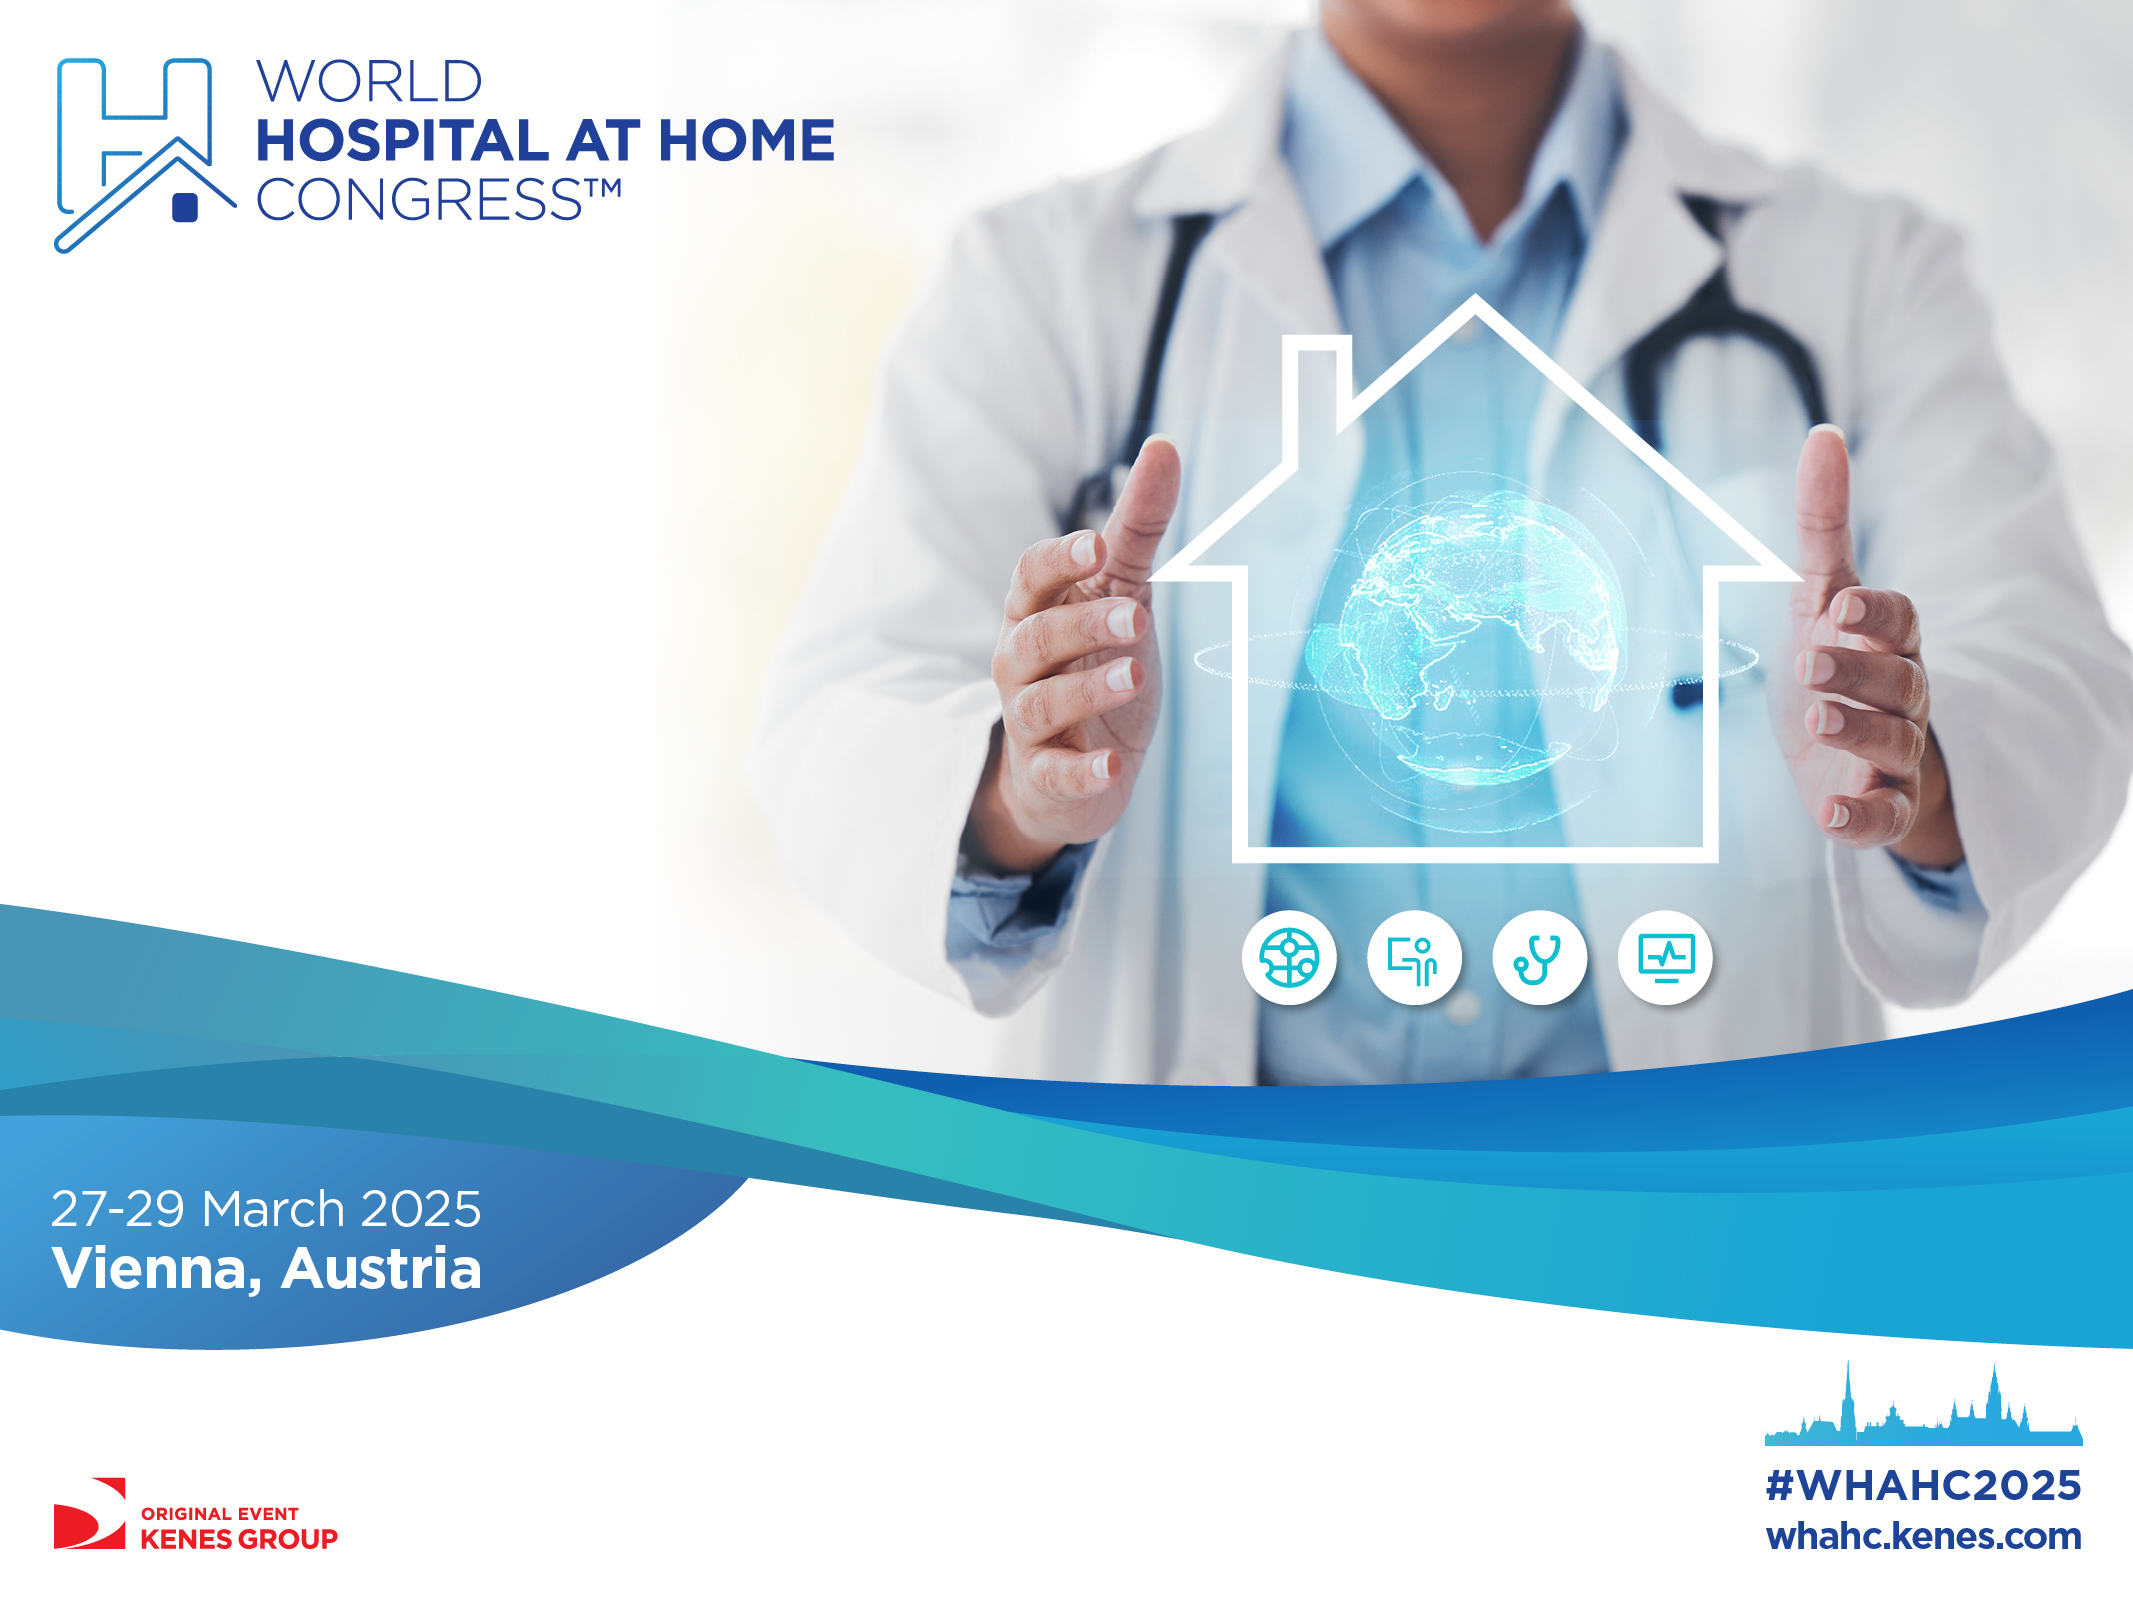 WORLD
HOSPITAL AT HOME
CONGRESS™
27-29 March 2025
Vienna, Austria
ORIGINAL EVENT
KENES GROUP
#WHAHC2025
whahc.kenes.com